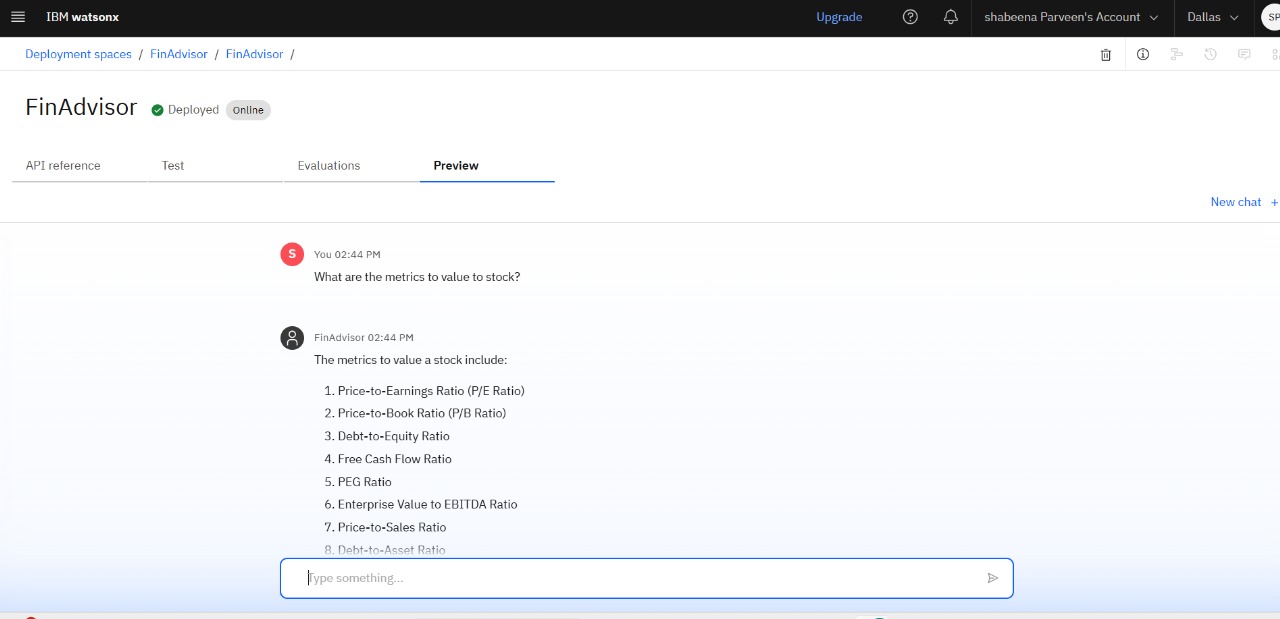 IBM watsonx
Upgrade
shabeena Parveen's Account
Dallas
SP
Deployment spaces / FinAdvisor / FinAdvisor /
FinAdvisor
Deployed
Online
API reference
Test
Evaluations
Preview
New chat +
S
You 02:44 PM
What are the metrics to value to stock?
FinAdvisor 02:44 PM
The metrics to value a stock include:
1. Price-to-Earnings Ratio (P/E Ratio)
2. Price-to-Book Ratio (P/B Ratio)
3. Debt-to-Equity Ratio
4. Free Cash Flow Ratio
5. PEG Ratio
6. Enterprise Value to EBITDA Ratio
7. Price-to-Sales Ratio
8. Debt-to-Asset Ratio
Type something...